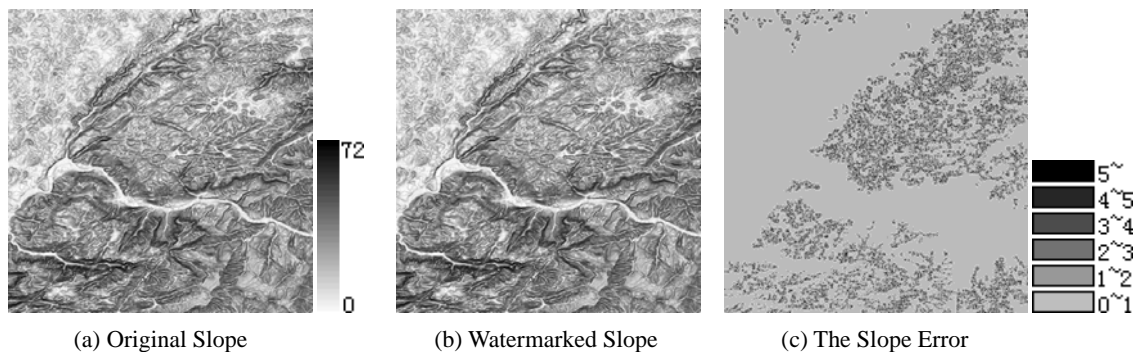 72
0
5~
4~5
3~4
2~3
1~2
0~1
(a) Original Slope
(b) Watermarked Slope
(c) The Slope Error